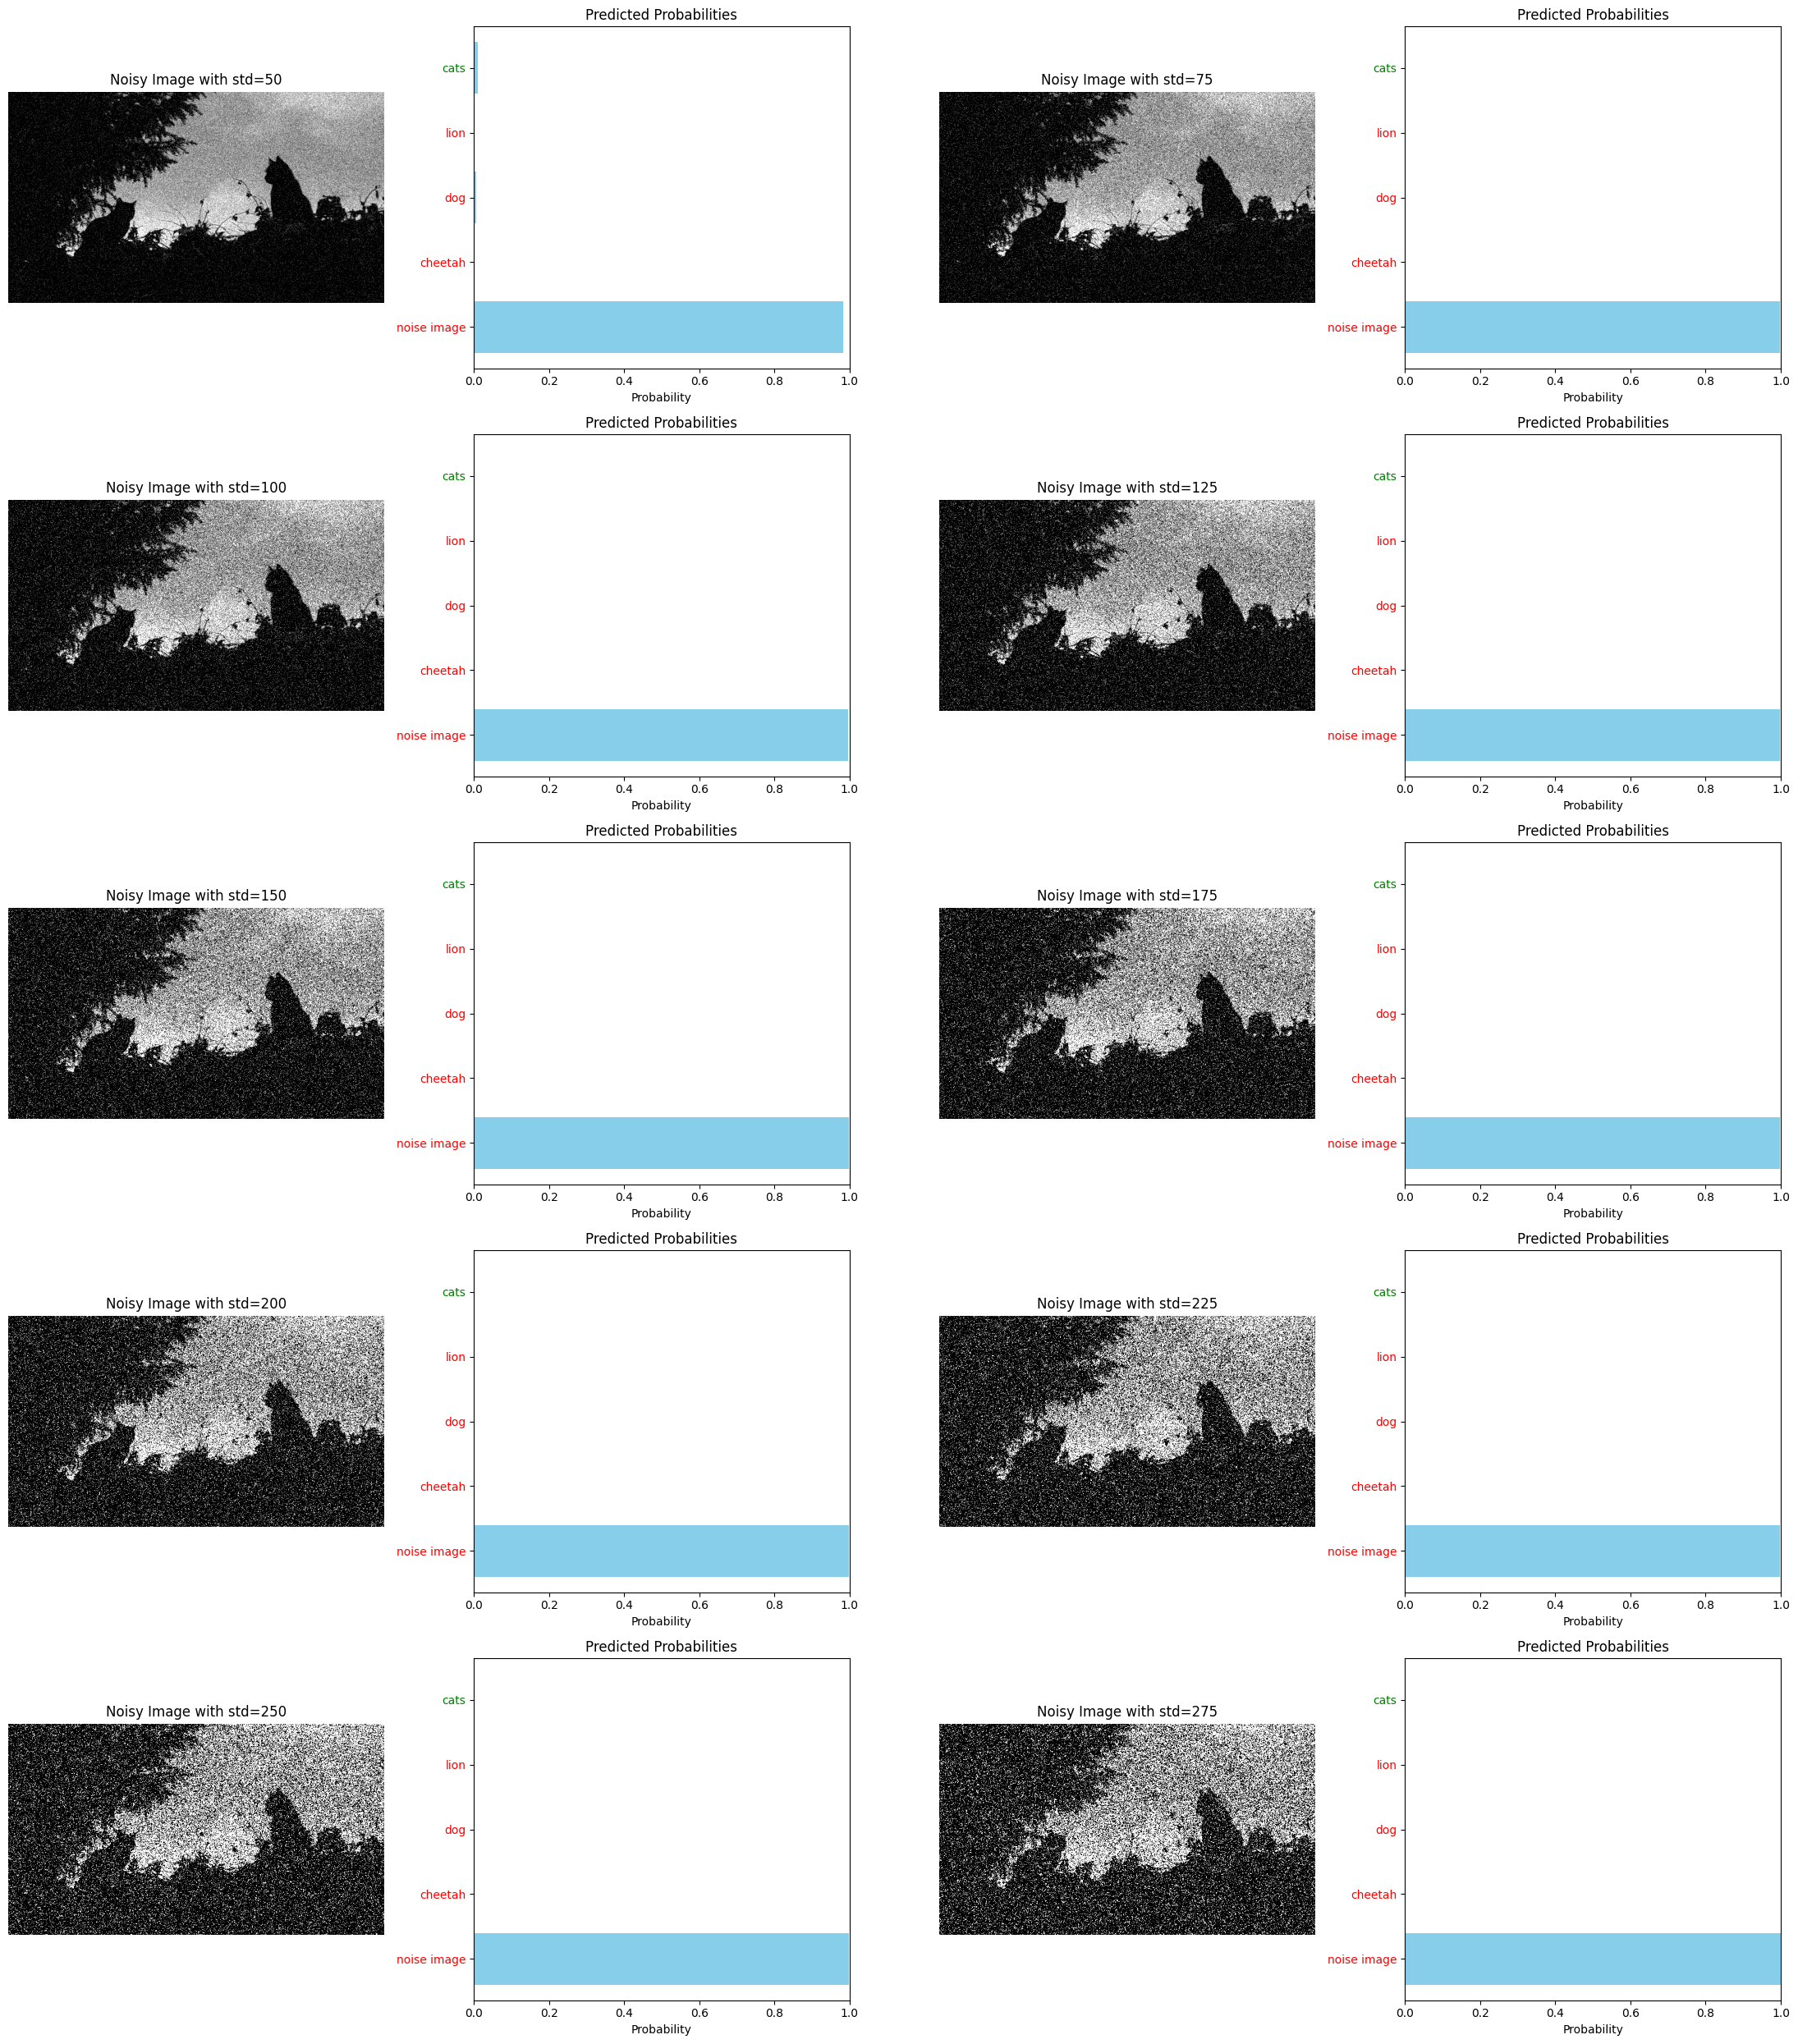 Predicted Probabilities
Noisy Image with std=50
cats
lion
dog
cheetah
noise image
0.0 0.2 0.4 0.6 0.8 1.0
Probability
Predicted Probabilities
Noisy Image with std=75
cats
lion
dog
cheetah
noise image
0.0 0.2 0.4 0.6 0.8 1.0
Probability
Predicted Probabilities
Noisy Image with std=100
cats
lion
dog
cheetah
noise image
0.0 0.2 0.4 0.6 0.8 1.0
Probability
Predicted Probabilities
Noisy Image with std=125
cats
lion
dog
cheetah
noise image
0.0 0.2 0.4 0.6 0.8 1.0
Probability
Predicted Probabilities
Noisy Image with std=150
cats
lion
dog
cheetah
noise image
0.0 0.2 0.4 0.6 0.8 1.0
Probability
Predicted Probabilities
Noisy Image with std=175
cats
lion
dog
cheetah
noise image
0.0 0.2 0.4 0.6 0.8 1.0
Probability
Predicted Probabilities
Noisy Image with std=200
cats
lion
dog
cheetah
noise image
0.0 0.2 0.4 0.6 0.8 1.0
Probability
Predicted Probabilities
Noisy Image with std=225
cats
lion
dog
cheetah
noise image
0.0 0.2 0.4 0.6 0.8 1.0
Probability
Predicted Probabilities
Noisy Image with std=250
cats
lion
dog
cheetah
noise image
0.0 0.2 0.4 0.6 0.8 1.0
Probability
Predicted Probabilities
Noisy Image with std=275
cats
lion
dog
cheetah
noise image
0.0 0.2 0.4 0.6 0.8 1.0
Probability